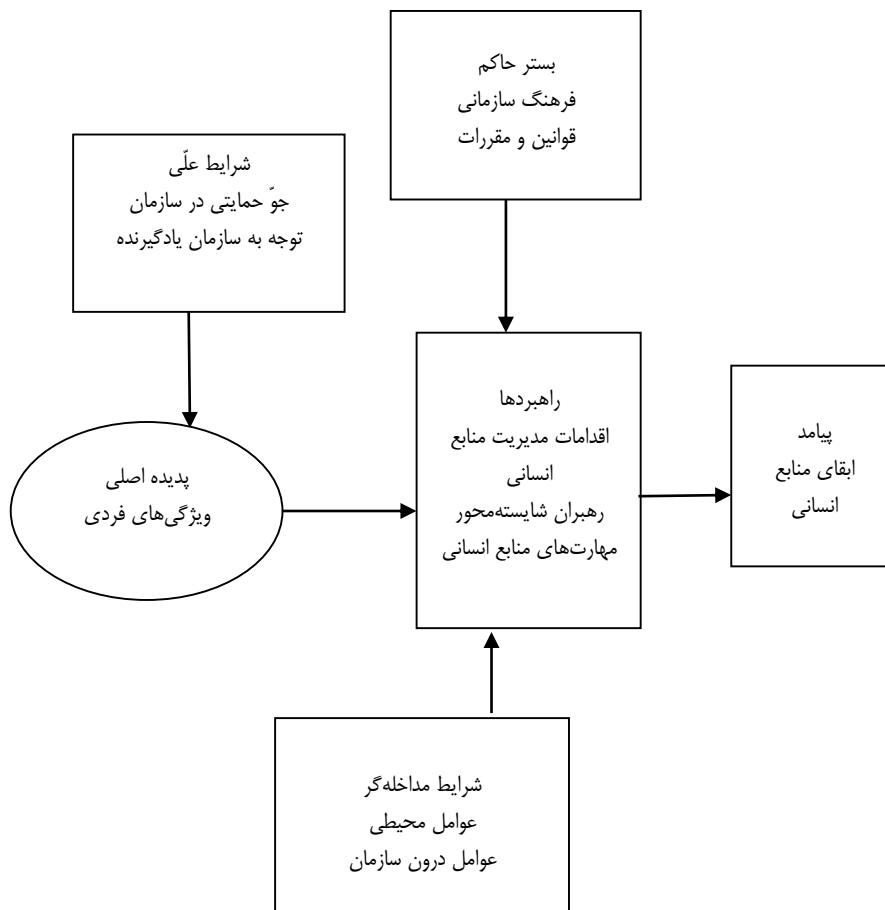 بستر حاکم
فرهنگ سازمانی
قوانین و مقررات
شرایط علّی
جوّ حمایتی در سازمان
توجه به سازمان یادگیرنده
پدیده اصلی
ویژگی‌های فردی
راهبردها
اقدامات مدیریت منابع
انسانی
رهبران شایسته‌محور
مهارت‌های منابع انسانی
پیامد
ابقای منابع
انسانی
شرایط مداخله‌گر
عوامل محیطی
عوامل درون سازمان